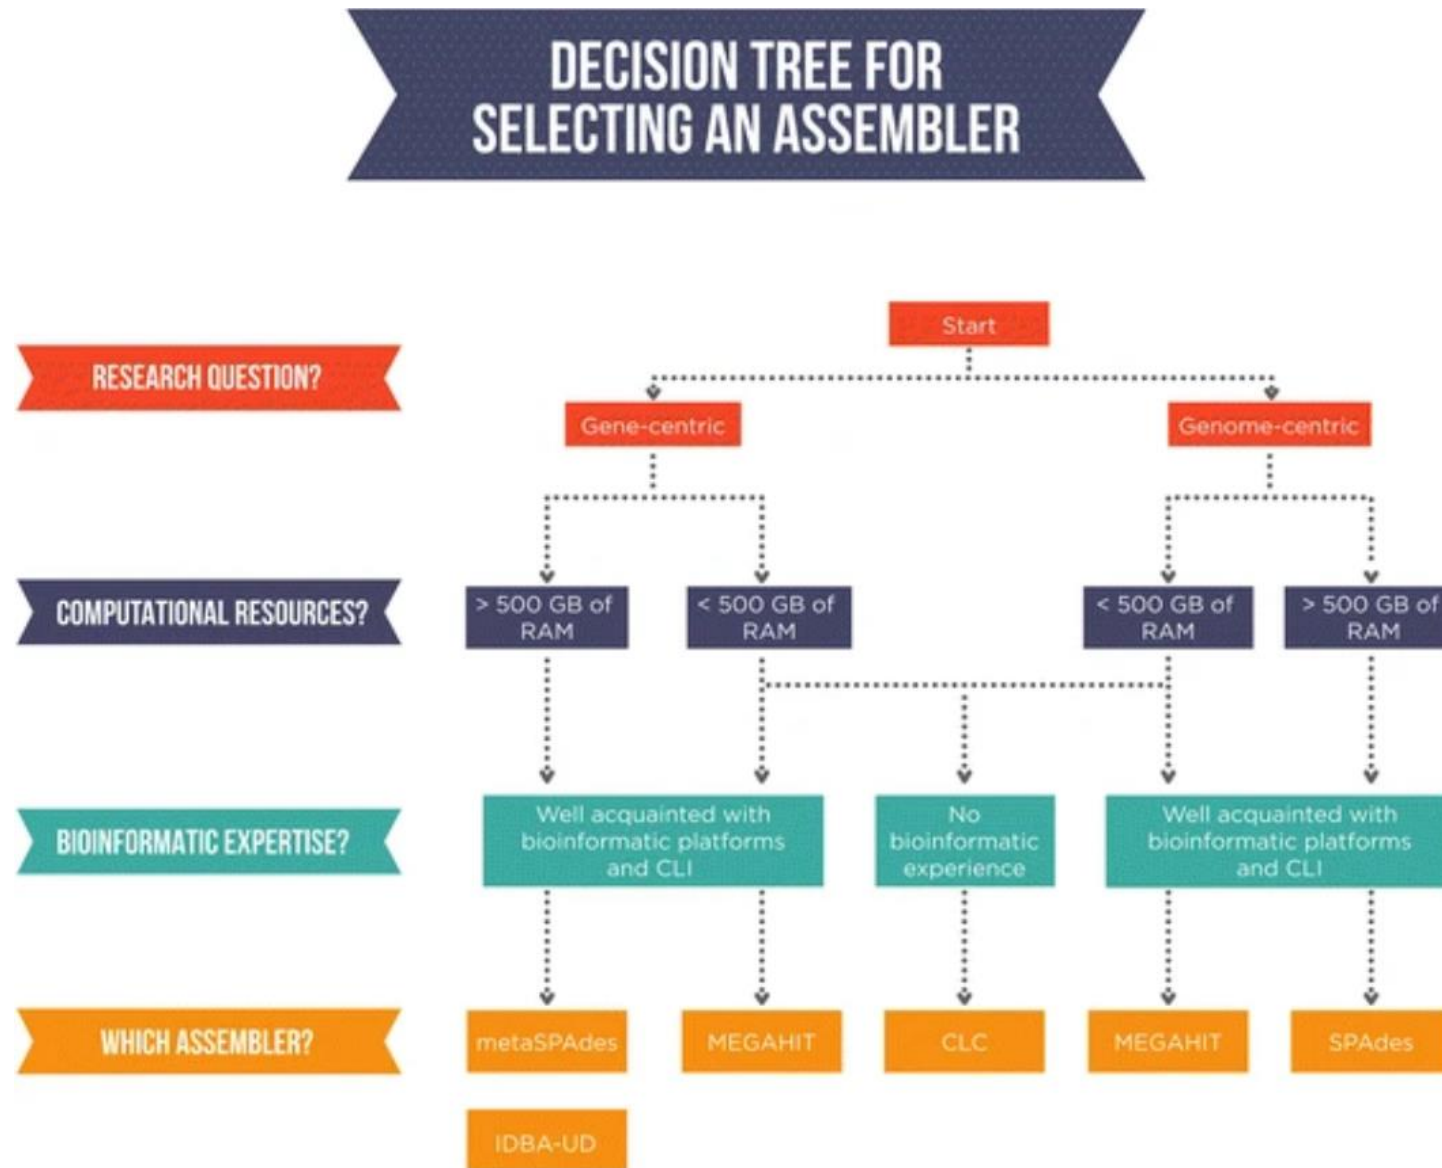 DECISION TREE FOR
SELECTING AN ASSEMBLER
Start
RESEARCH QUESTION?
Gene-centric
Genome-centric
COMPUTATIONAL RESOURCES?
> 500 GB of
RAM
< 500 GB of
RAM
< 500 GB of
RAM
> 500 GB of
RAM
BIOINFORMATIC EXPERTISE?
Well acquainted with
bioinformatic platforms
and CLI
No
bioinformatic
experience
Well acquainted with
bioinformatic platforms
and CLI
WHICH ASSEMBLER?
metaSPAdes
MEGAHIT
CLC
MEGAHIT
SPAdes
IDBA-UD